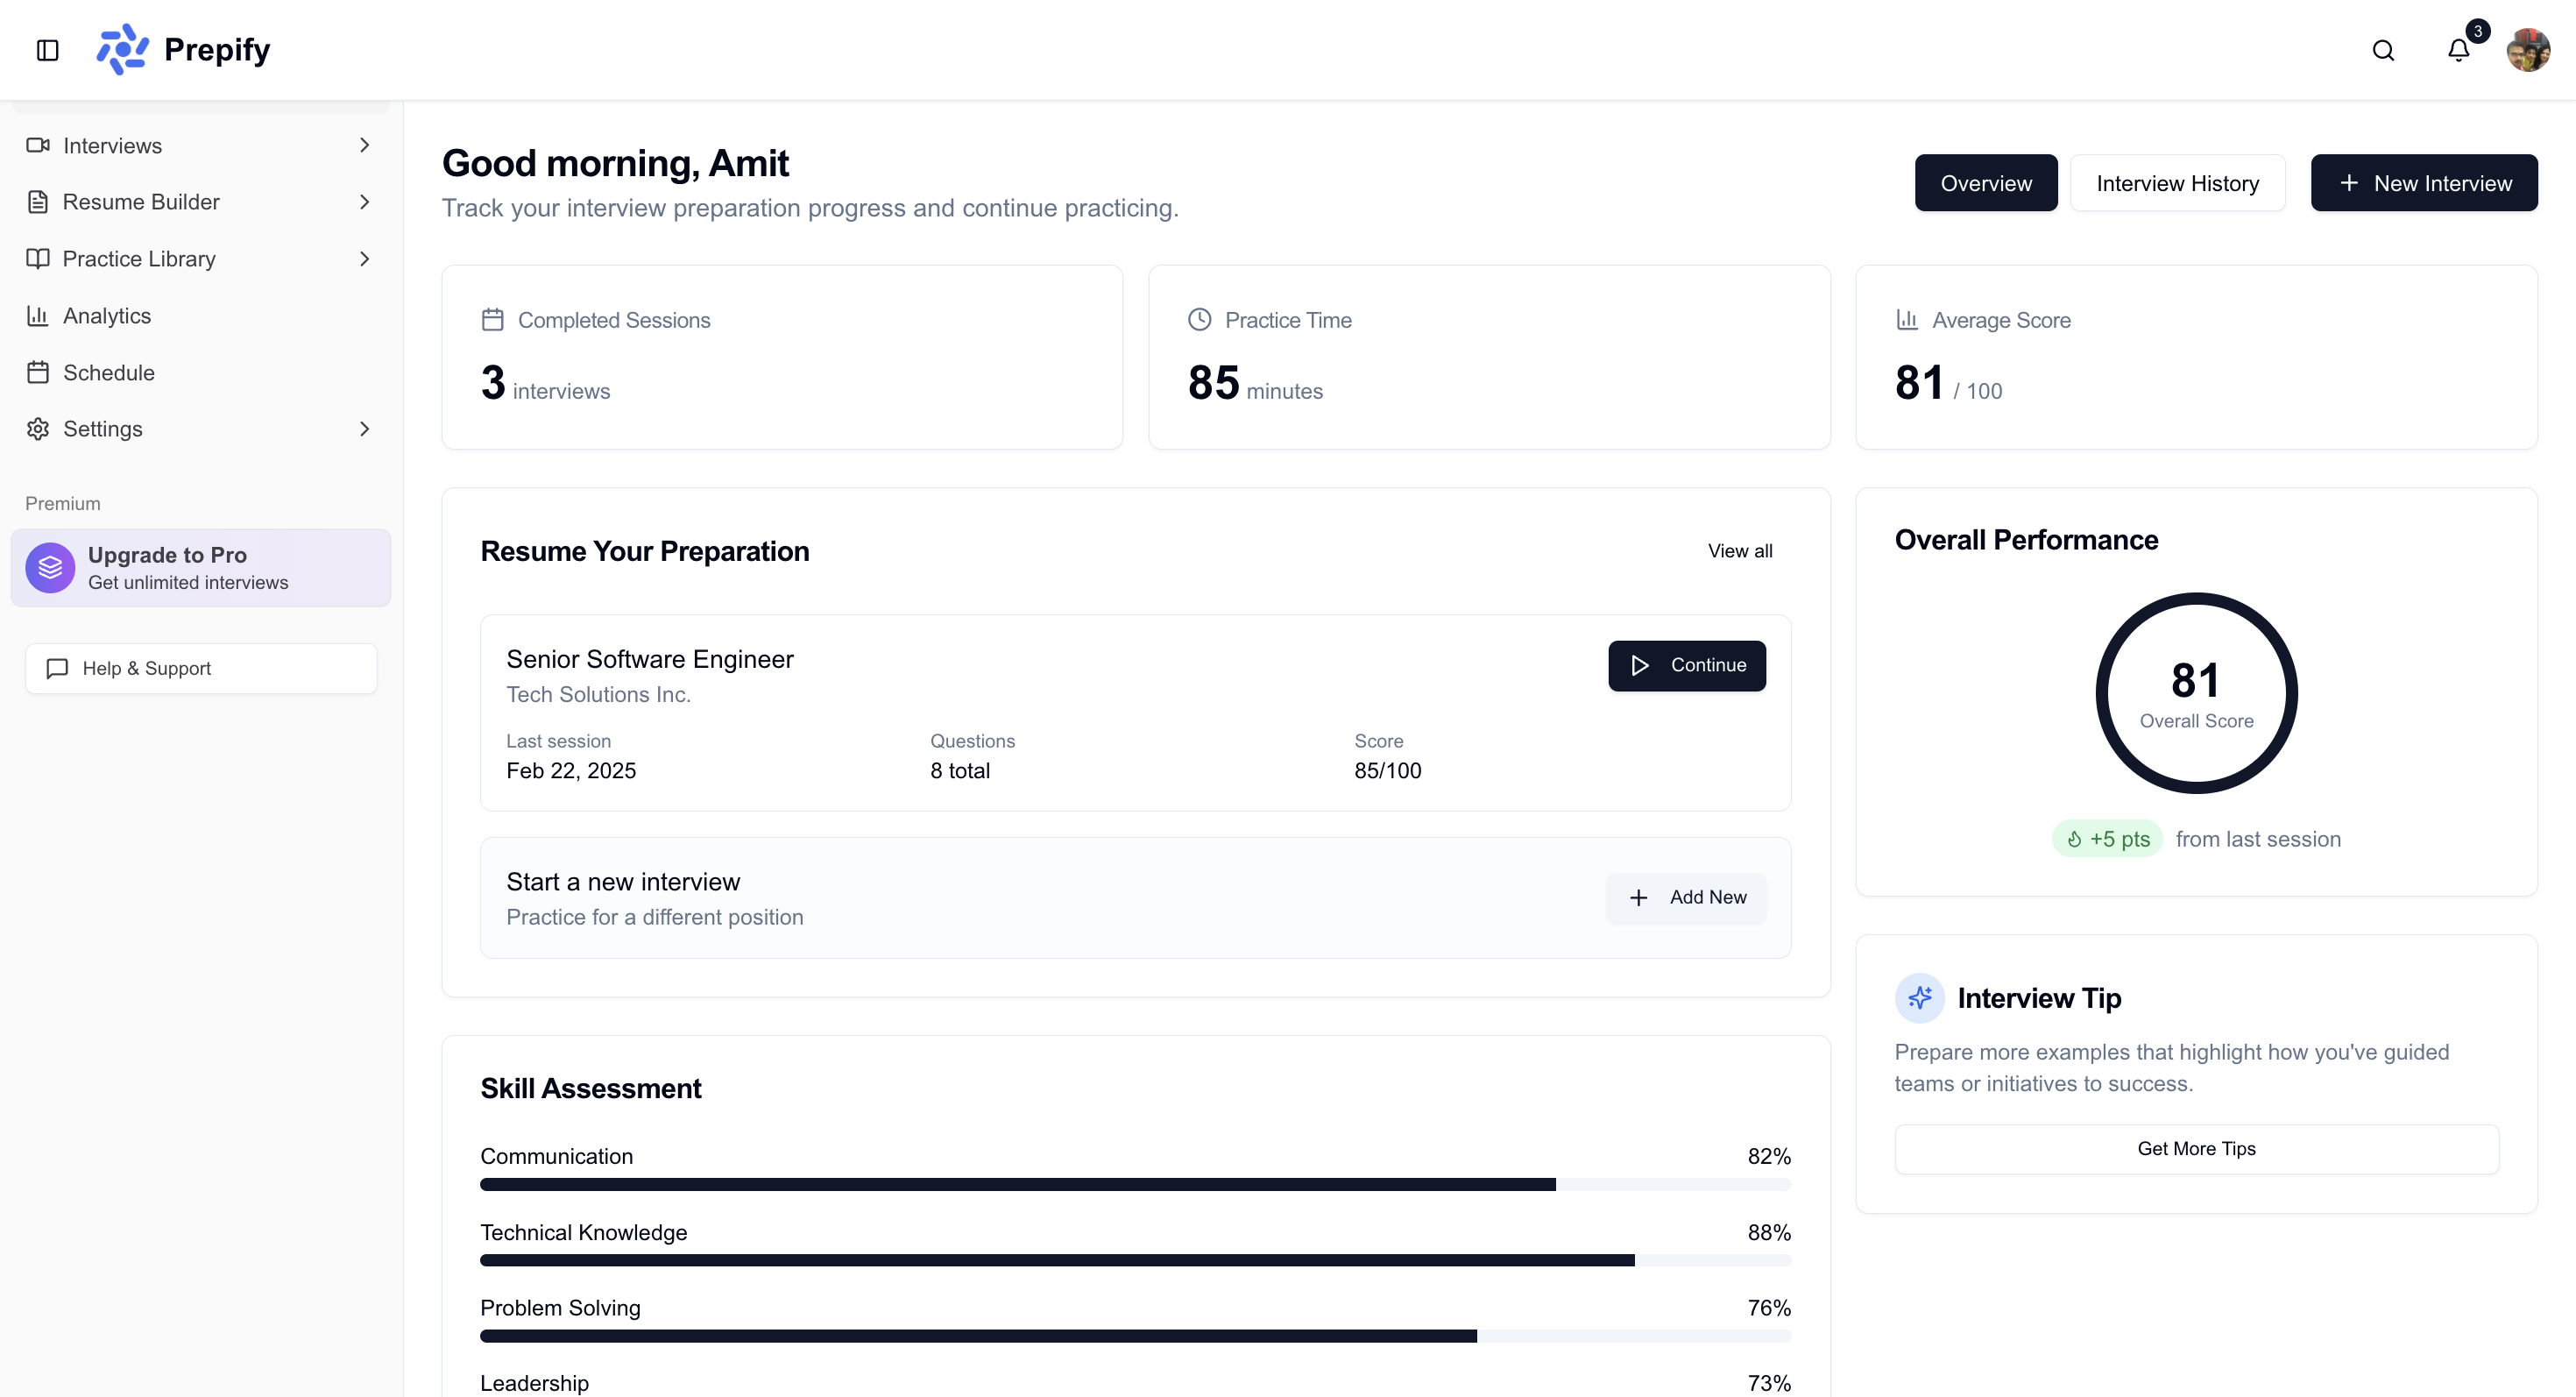 Prepify
3
Interviews
Resume Builder
Practice Library
Analytics
Schedule
Settings
Premium
Upgrade to Pro
Get unlimited interviews
Help & Support
Good morning, Amit
Track your interview preparation progress and continue practicing.
Overview
Interview History
New Interview
Completed Sessions
3 interviews
Practice Time
85 minutes
Average Score
81 / 100
Resume Your Preparation
View all
Senior Software Engineer
Tech Solutions Inc.
Continue
Last session
Feb 22, 2025
Questions
8 total
Score
85/100
Start a new interview
Practice for a different position
Add New
Skill Assessment
Communication 82%
Technical Knowledge 88%
Problem Solving 76%
Leadership 73%
Overall Performance
81
Overall Score
+5 pts from last session
Interview Tip
Prepare more examples that highlight how you've guided
teams or initiatives to success.
Get More Tips